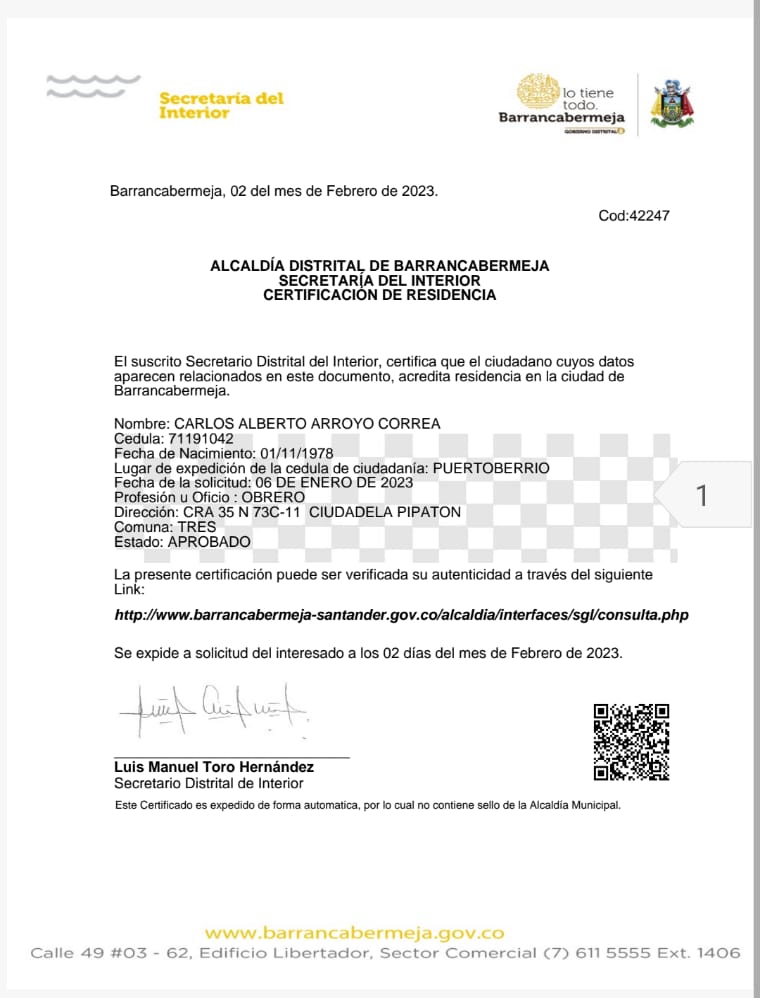 Secretaría del
Interior
lo tiene
todo.
Barrancabermeja
GOBIERNO DISTRITAL
Barrancabermeja, 02 del mes de Febrero de 2023.
Cod:42247
ALCALDÍA DISTRITAL DE BARRANCABERMEJA
SECRETARÍA DEL INTERIOR
CERTIFICACIÓN DE RESIDENCIA
El suscrito Secretario Distrital del Interior, certifica que el ciudadano cuyos datos
aparecen relacionados en este documento, acredita residencia en la ciudad de
Barrancabermeja.
Nombre: CARLOS ALBERTO ARROYO CORREA
Cedula: 71191042
Fecha de Nacimiento: 01/11/1978
Lugar de expedición de la cedula de ciudadanía: PUERTOBERRIO
Fecha de la solicitud: 06 DE ENERO DE 2023
Profesión u Oficio : OBRERO
Dirección: CRA 35 N 73C-11 CIUDADELA PIPATON
Comuna: TRES
Estado: APROBADO
1
La presente certificación puede ser verificada su autenticidad a través del siguiente
Link:
http://www.barrancabermeja-santander.gov.co/alcaldia/interfaces/sgl/consulta.php
Se expide a solicitud del interesado a los 02 días del mes de Febrero de 2023.
Luis Manuel Toro Hernández
Secretario Distrital de Interior
Este Certificado es expedido de forma automatica, por lo cual no contiene sello de la Alcaldía Municipal.
www.barrancabermeja.gov.co
Calle 49 #03 - 62, Edificio Libertador, Sector Comercial (7) 611 5555 Ext. 1406